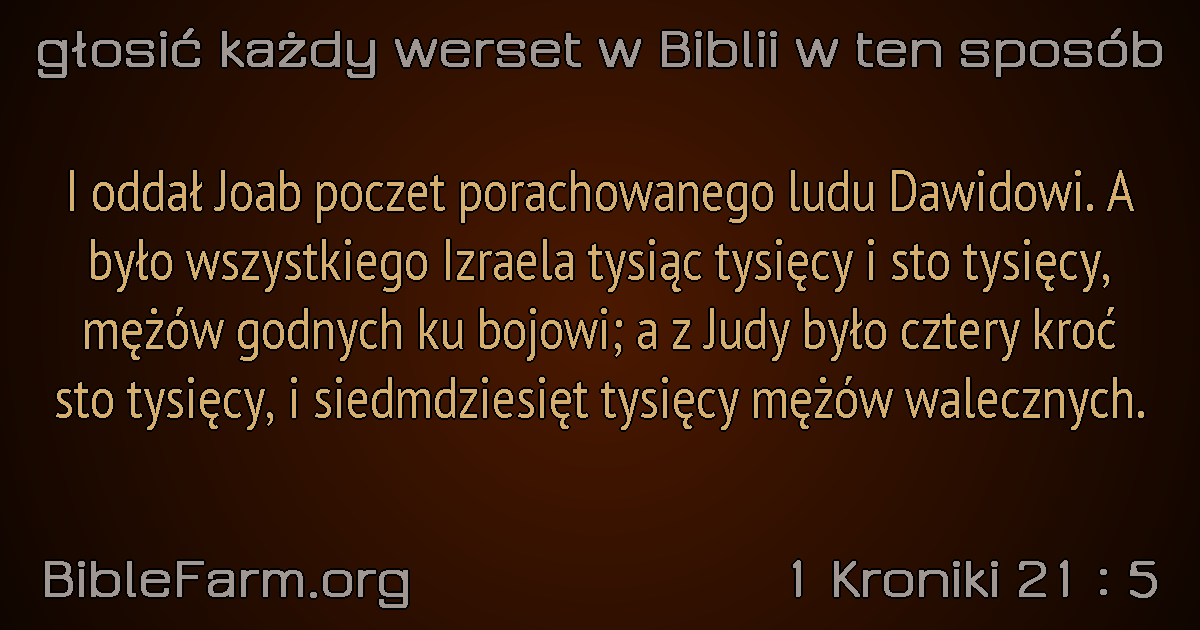 głosić każdy werset w Biblii w ten sposób
I oddał Joab poczet porachowanego ludu Dawidowi. A
było wszystkiego Izraela tysiąc tysięcy i sto tysięcy,
mężów godnych ku bojowi; a z Judy było cztery kroć
sto tysięcy, i siedmdziesięt tysięcy mężów walecznych.
BibleFarm.org
1 Kroniki 21 : 5